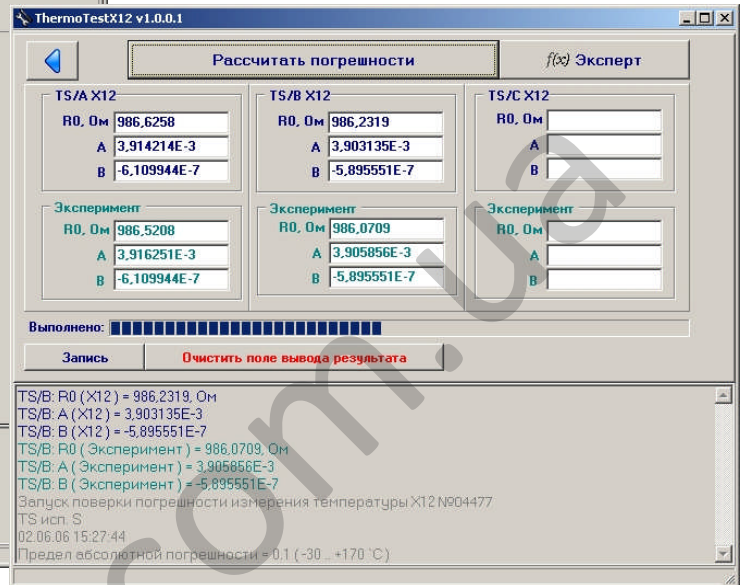 ThermoTestX12 v1.0.0.1
Рассчитать погрешности
f(x) Эксперт
TS/A X12
R0, Ом 986,6258
A 3,914214E-3
B -6,109944E-7
TS/B X12
R0, Ом 986,2319
A 3,903135E-3
B -5,895551E-7
TS/C X12
R0, Ом
A
B
Эксперимент
R0, Ом 986,5208
A 3,916251E-3
B -6,109944E-7
Эксперимент
R0, Ом 986,0709
A 3,905856E-3
B -5,895551E-7
Эксперимент
R0, Ом
A
B
Выполнено:
Запись
Очистить поле вывода результата
TS/B: R0 ( X12 ) = 986,2319, Ом
TS/B: A ( X12 ) = 3,903135E-3
TS/B: B ( X12 ) = -5,895551E-7
TS/B: R0 ( Эксперимент ) = 986,0709, Ом
TS/B: A ( Эксперимент ) = 3,905856E-3
TS/B: B ( Эксперимент ) = -5,895551E-7
Запуск поверки погрешности измерения температуры X12 №04477
TS исп. S
02.06.06 15:27:44
Предел абсолютной погрешности = 0.1 ( -30 .. +170 `C )
com.ua